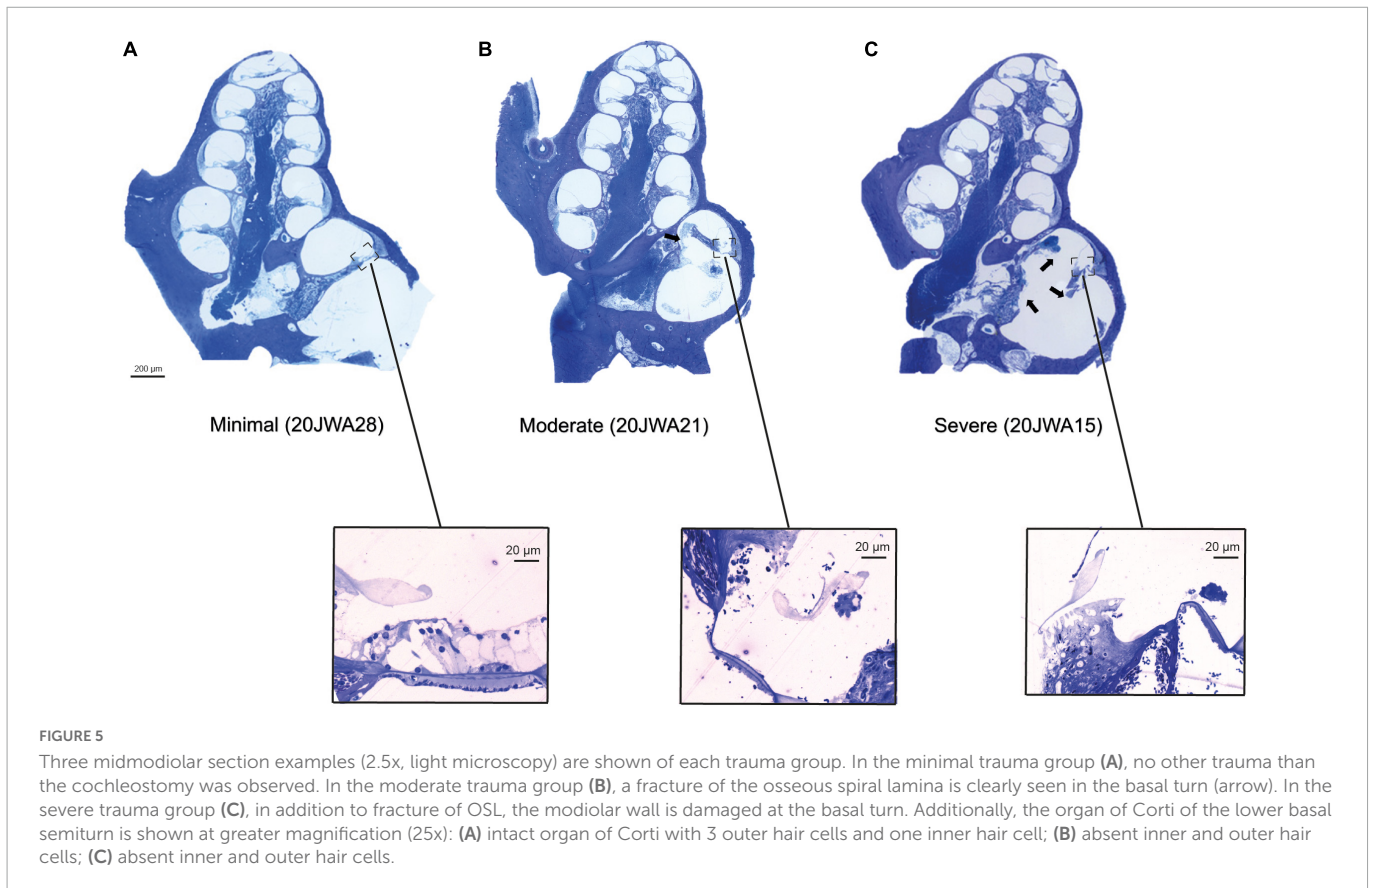 A
B
C
200 µm
Minimal (20JWA28)
Moderate (20JWA21)
Severe (20JWA15)
20 µm
20 µm
20 µm
FIGURE 5
Three midmodiolar section examples (2.5x, light microscopy) are shown of each trauma group. In the minimal trauma group (A), no other trauma than
the cochleostomy was observed. In the moderate trauma group (B), a fracture of the osseous spiral lamina is clearly seen in the basal turn (arrow). In the
severe trauma group (C), in addition to fracture of OSL, the modiolar wall is damaged at the basal turn. Additionally, the organ of Corti of the lower basal
semiturn is shown at greater magnification (25x): (A) intact organ of Corti with 3 outer hair cells and one inner hair cell; (B) absent inner and outer hair
cells; (C) absent inner and outer hair cells.